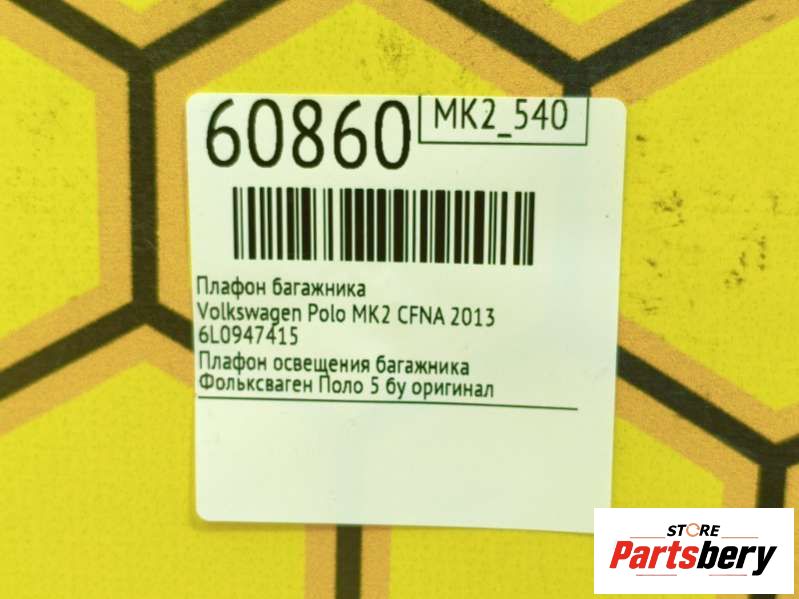 60860
MK2_540
Плафон багажника
Volkswagen Polo MK2 CFNA 2013
6L0947415
Плафон освещения багажника
Фольксваген Поло 5 бу оригинал
STORE
Partsbery